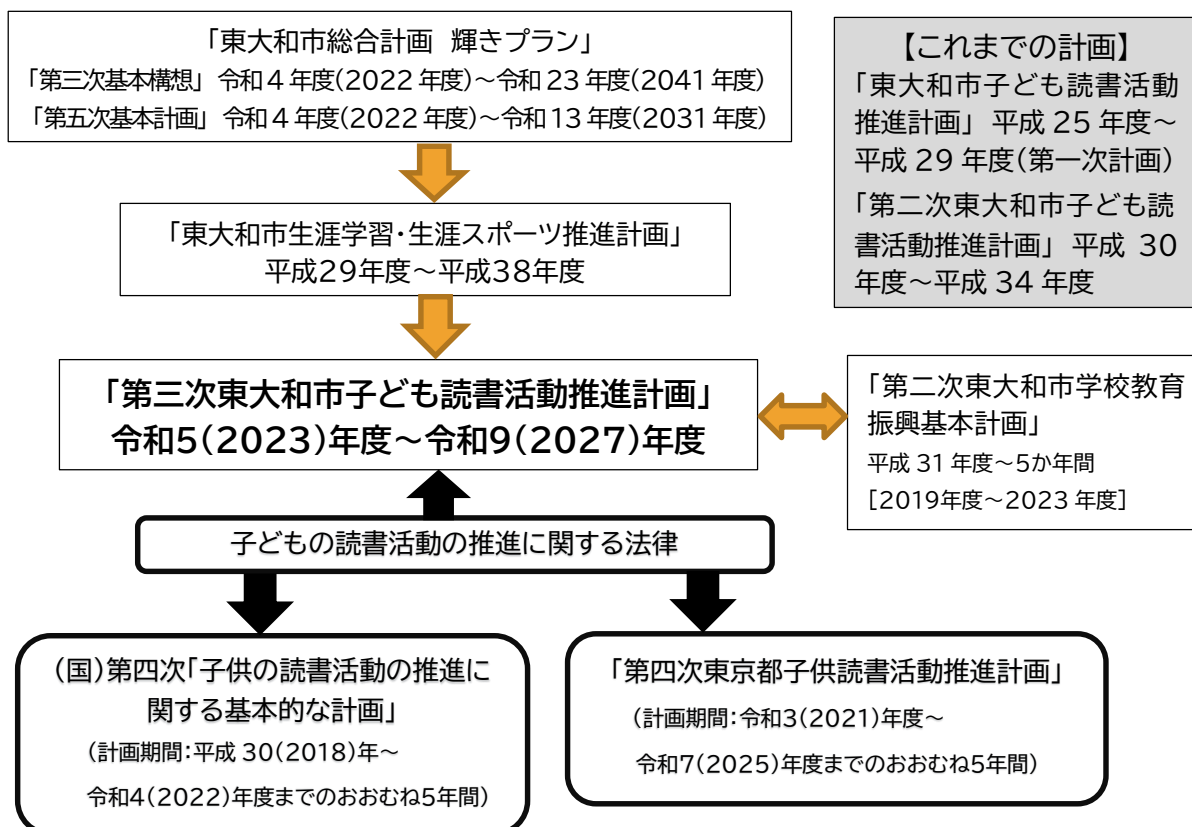 「東大和市総合計画 輝きプラン」
「第三次基本構想」 令和4年度(2022年度)～令和23年度(2041年度)
「第五次基本計画」 令和4年度(2022年度)～令和13年度(2031年度)
【これまでの計画】
「東大和市子ども読書活動
推進計画」 平成25年度～
平成29年度(第一次計画)
「第二次東大和市子ども読
書活動推進計画」 平成30
年度～平成34年度
「東大和市生涯学習・生涯スポーツ推進計画」
平成29年度～平成38年度
「第三次東大和市子ども読書活動推進計画」
令和5(2023)年度～令和9(2027)年度
「第二次東大和市学校教育
振興基本計画」
平成31年度～5か年間
[2019年度～2023年度]
子どもの読書活動の推進に関する法律
(国)第四次「子供の読書活動の推進に
関する基本的な計画」
(計画期間:平成30(2018)年～
令和4(2022)年度までのおおむね5年間)
「第四次東京都子供読書活動推進計画」
(計画期間:令和3(2021)年度～
令和7(2025)年度までのおおむね5年間)